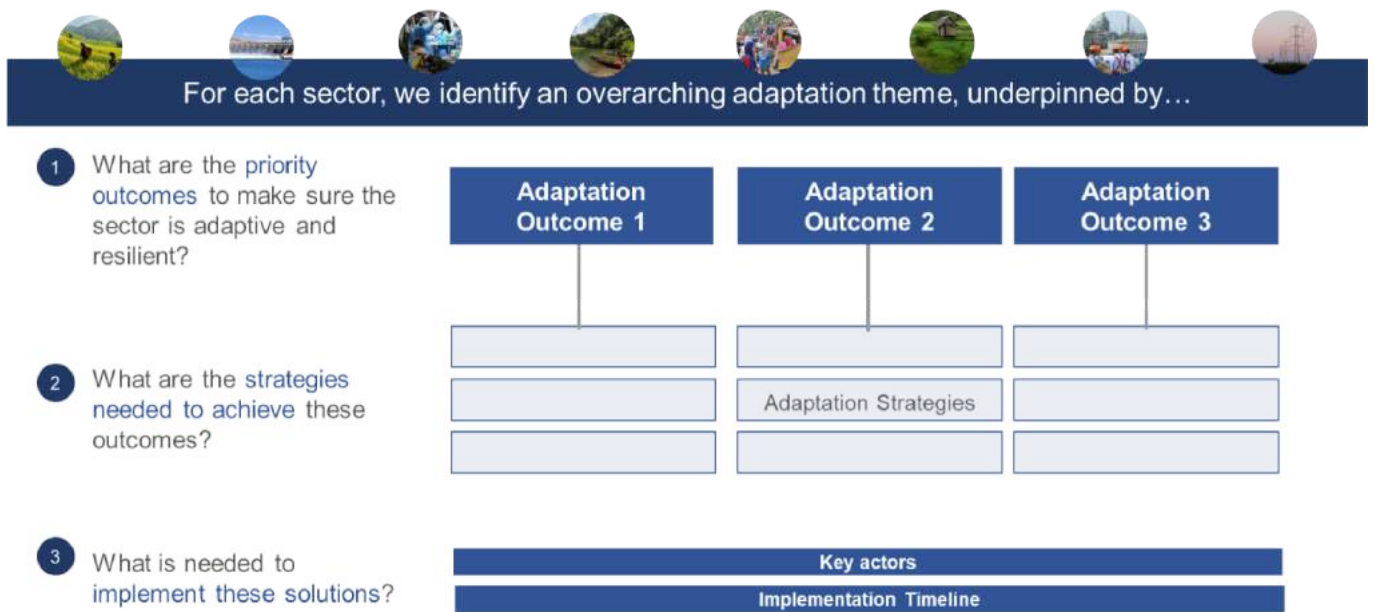 For each sector, we identify an overarching adaptation theme, underpinned by...
1
What are the priority
outcomes to make sure the
sector is adaptive and
resilient?
Adaptation
Outcome 1
Adaptation
Outcome 2
Adaptation
Outcome 3
2
What are the strategies
needed to achieve these
outcomes?
Adaptation Strategies
3
What is needed to
implement these solutions?
Key actors
Implementation Timeline